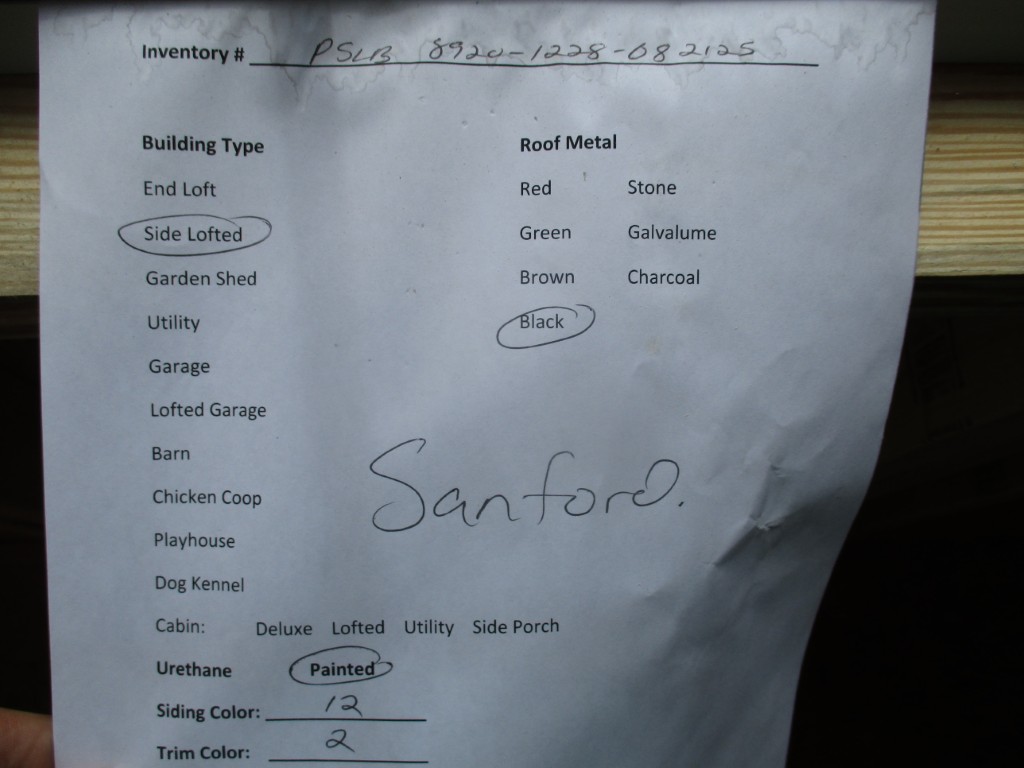 Inventory # PSLB 8920-1228-082125
Building Type
End Loft
Side Lofted
Garden Shed
Utility
Garage
Lofted Garage
Barn
Chicken Coop
Playhouse
Dog Kennel
Cabin: Deluxe Lofted Utility Side Porch
Roof Metal
Red Stone
Green Galvalume
Brown Charcoal
Black
Sanford.
Urethane Painted
Siding Color: 12
Trim Color: 2